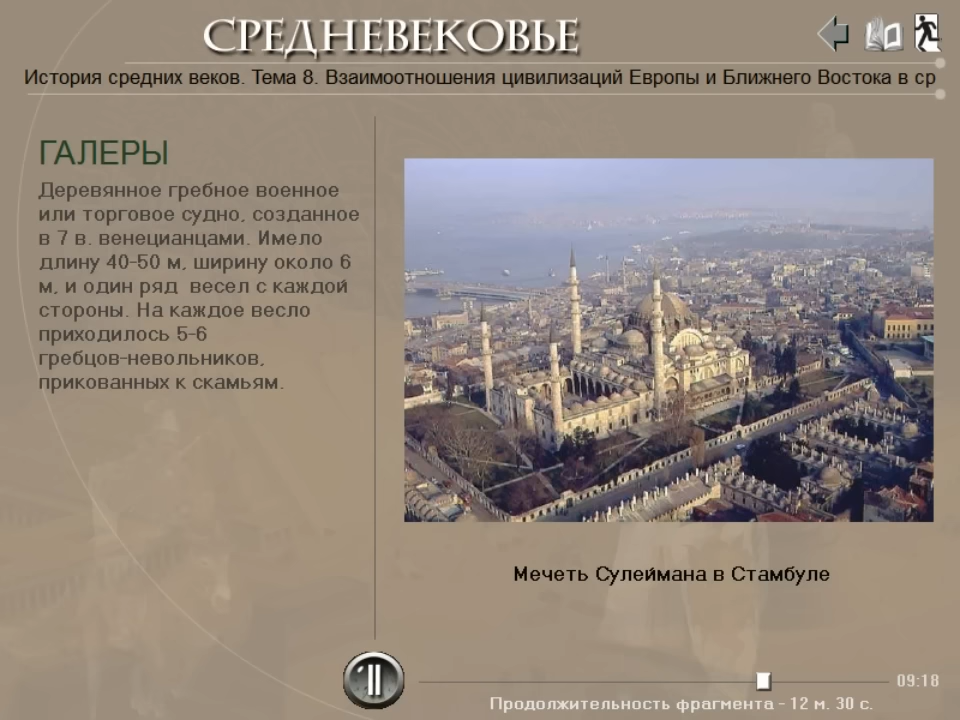 СРЕДНЕВЕКОВЬЕ
История средних веков. Тема 8. Взаимоотношения цивилизаций Европы и Ближнего Востока в ср
ГАЛЕРЫ
Деревянное гребное военное
или торговое судно, созданное
в 7 в. венецианцами. Имело
длину 40-50 м, ширину около 6
м, и один ряд весел с каждой
стороны. На каждое весло
приходилось 5-6
гребцов-невольников,
прикованных к скамьям.
Мечеть Сулеймана в Стамбуле
09:18
Продолжительность фрагмента - 12 м. 30 с.